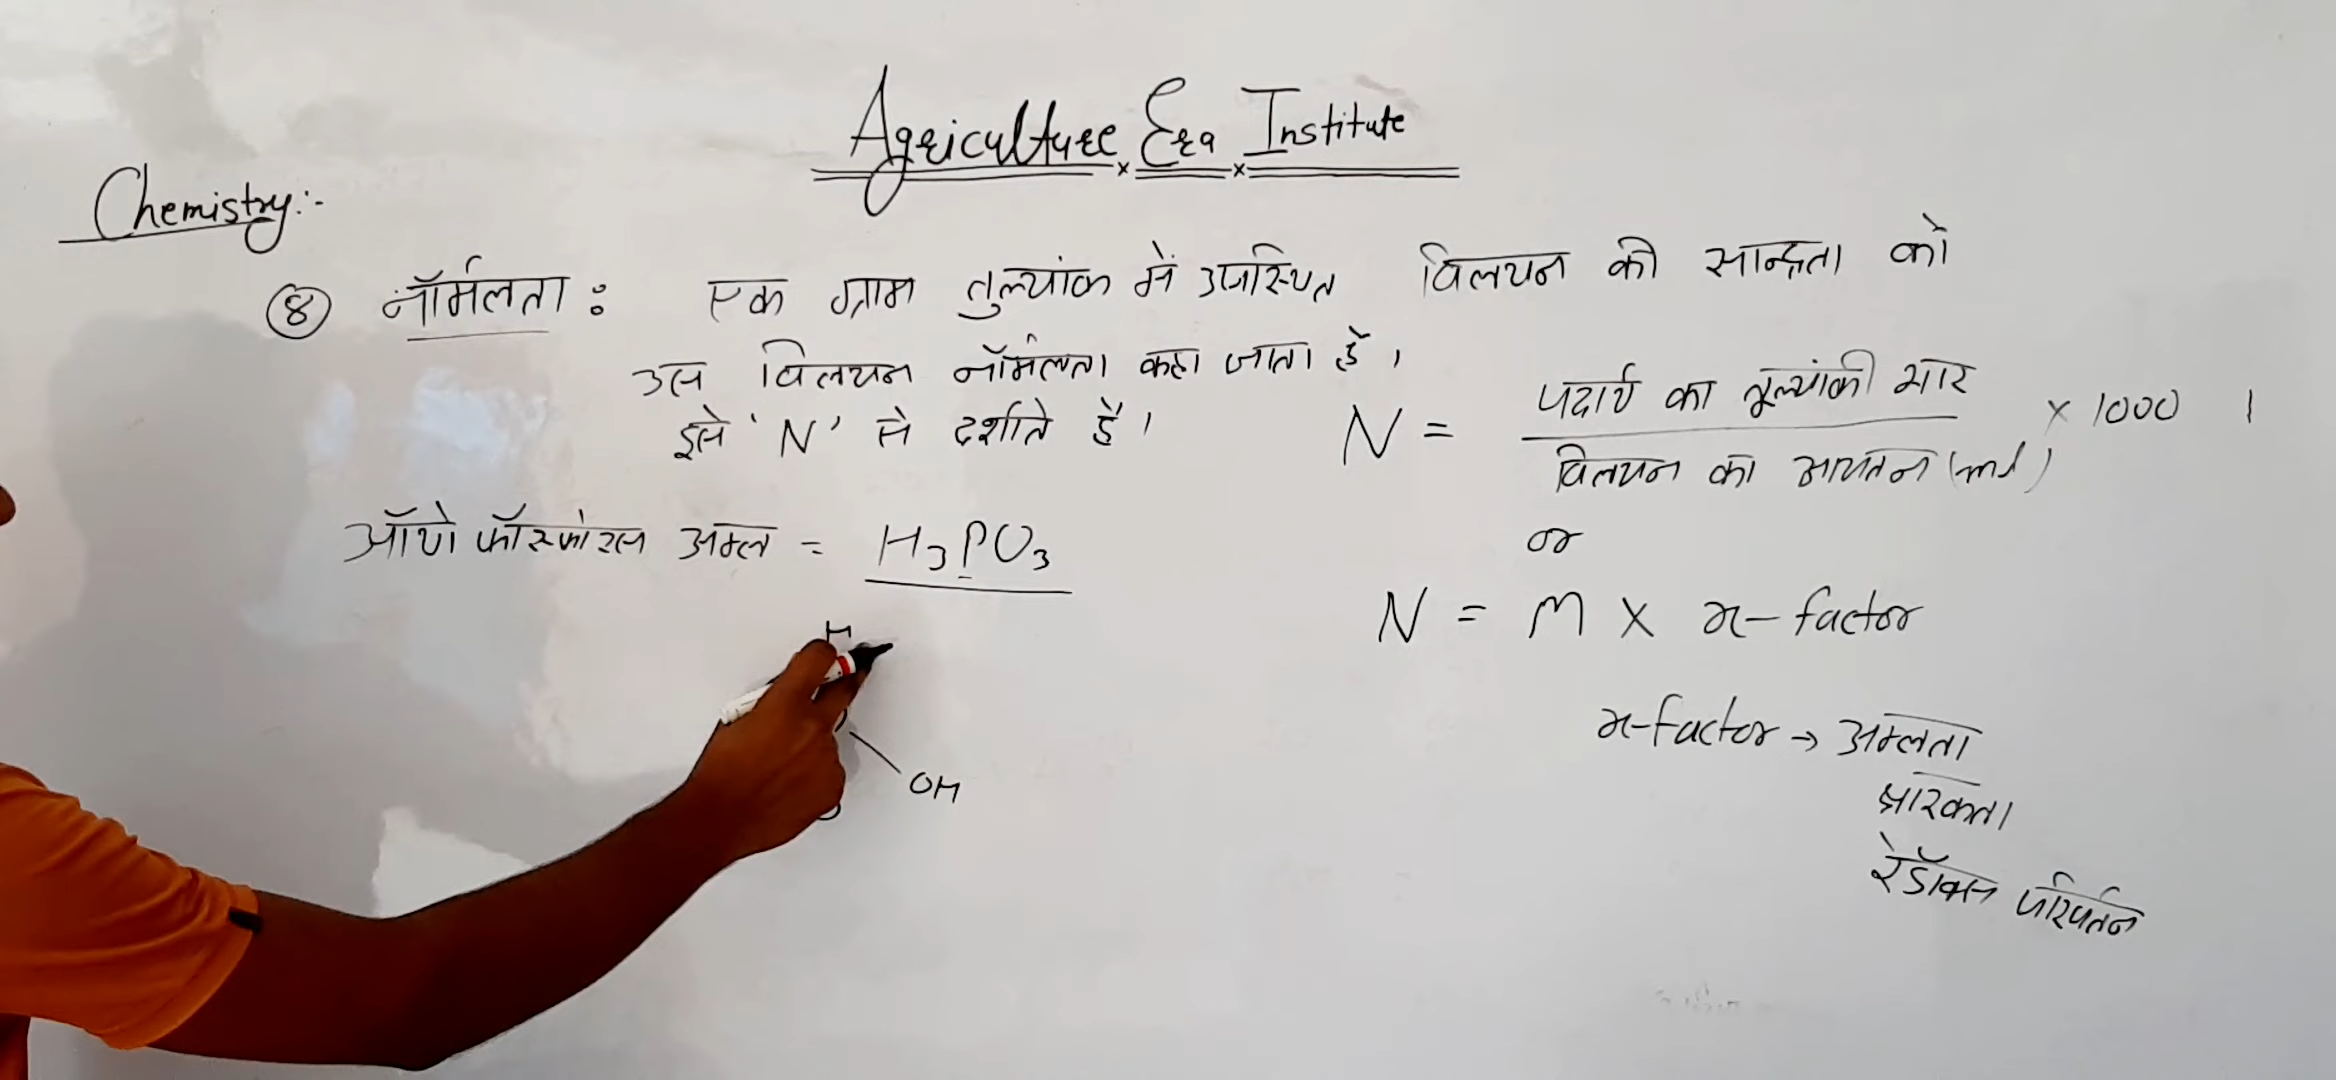 Agriculture Era Institute
Chemistry:-
⑧ नॉर्मलता : एक ग्राम तुल्यांक में उपस्थित विलयन की सान्द्रता को
उस विलयन नॉर्मलता कहा जाता है ।
इसे 'N' से दर्शाते है ।
N = पदार्थ का तूल्यांकी भार
विलयन का आयतन (ml) × 1000 ।
or
N = M × x-factor
x-factor → अम्लता
क्षारकता
रेडॉक्स परिवर्तन
ऑर्थो फॉस्फोरस अम्ल = H₃PO₃
H
OH